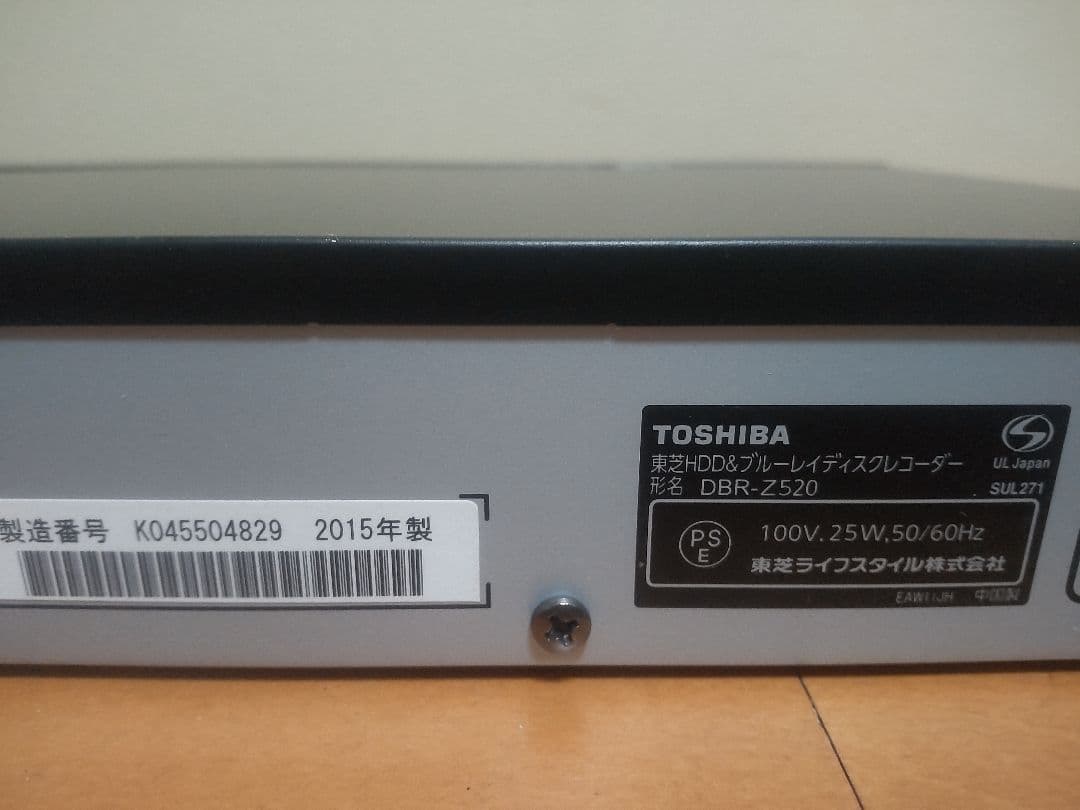 製造番号 K045504829 2015年製
TOSHIBA
東芝HDD&ブルーレイディスクレコーダー
形名 DBR-Z520
UL Japan
SUL271
PS
E
100V, 25W, 50/60Hz
東芝ライフスタイル株式会社
中国製